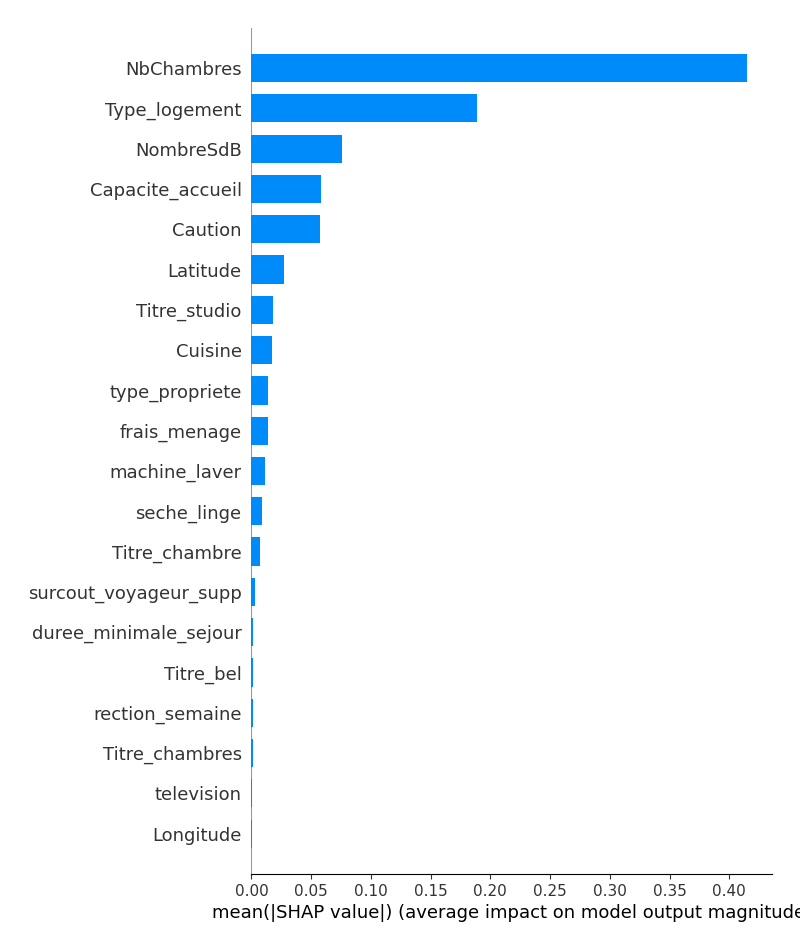 NbChambres
Type_logement
NombreSdB
Capacite_accueil
Caution
Latitude
Titre_studio
Cuisine
type_propriete
frais_menage
machine_laver
seche_linge
Titre_chambre
surcout_voyageur_supp
duree_minimale_sejour
Titre_bel
rection_semaine
Titre_chambres
television
Longitude
0.00 0.05 0.10 0.15 0.20 0.25 0.30 0.35 0.40
mean(|SHAP value|) (average impact on model output magnitude